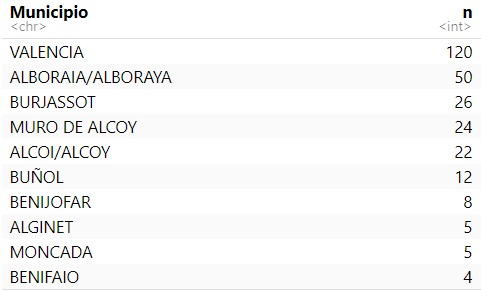 Municipio n
<chr> <int>
VALENCIA 120
ALBORAIA/ALBORAYA 50
BURJASSOT 26
MURO DE ALCOY 24
ALCOI/ALCOY 22
BUÑOL 12
BENIJOFAR 8
ALGINET 5
MONCADA 5
BENIFAIO 4